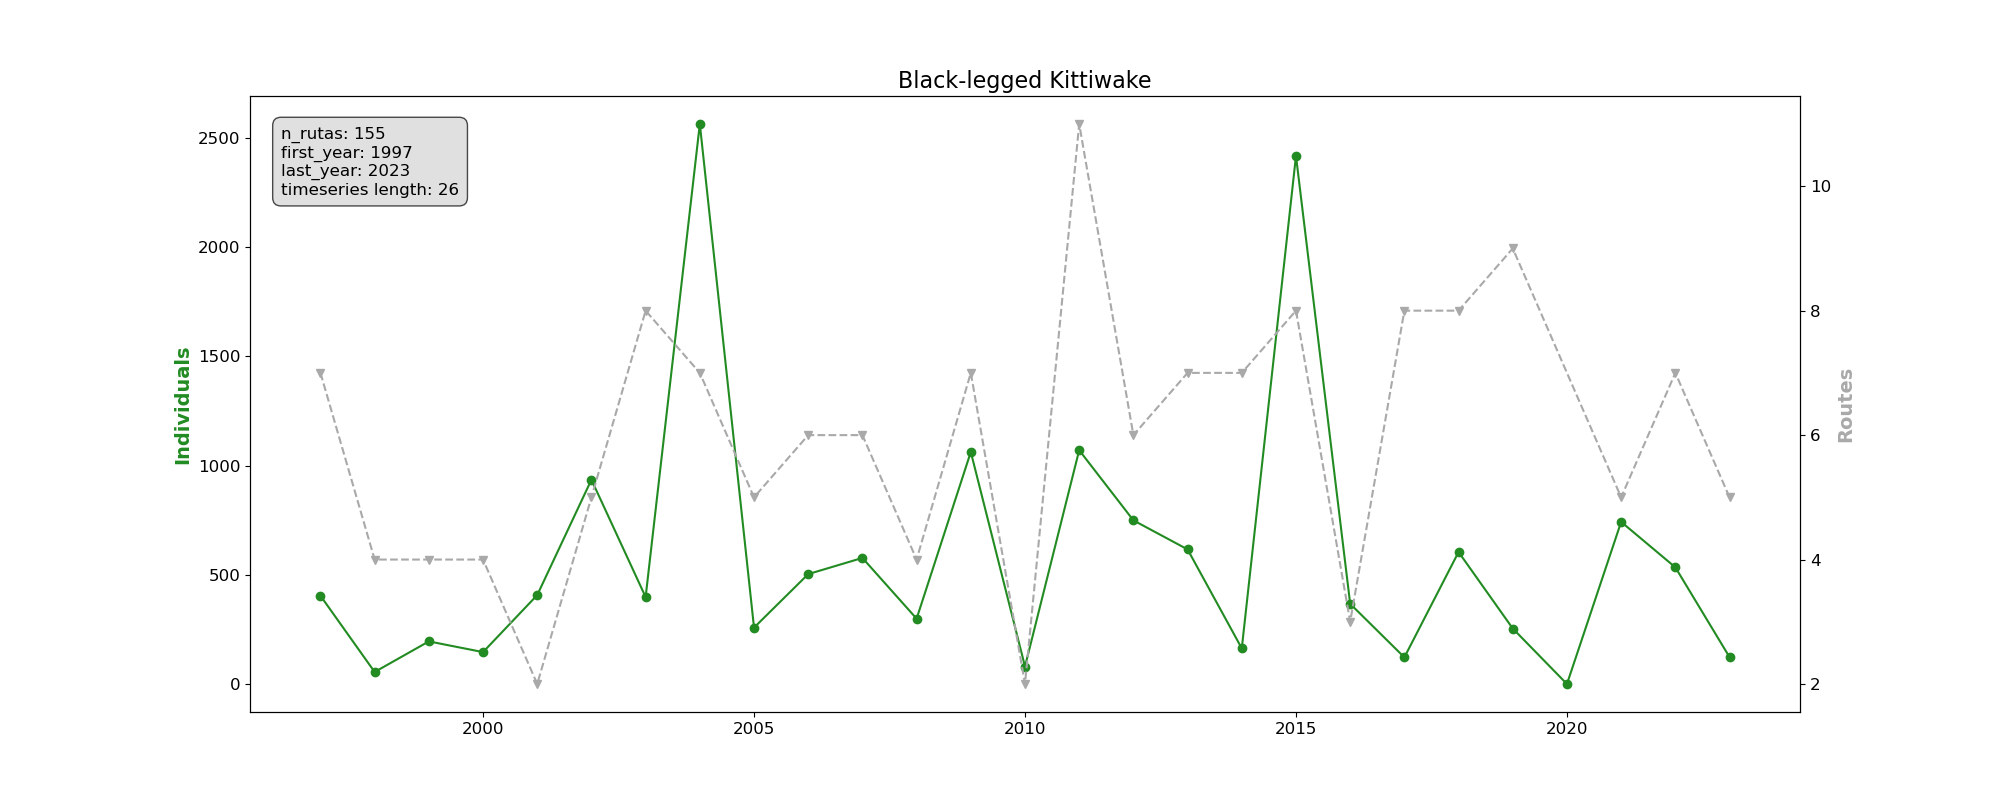 Black-legged Kittiwake
n_rutas: 155
first_year: 1997
last_year: 2023
timeseries length: 26
Individuals
2500
2000
1500
1000
500
0
10
8
6
4
2
Routes
2000 2005 2010 2015 2020